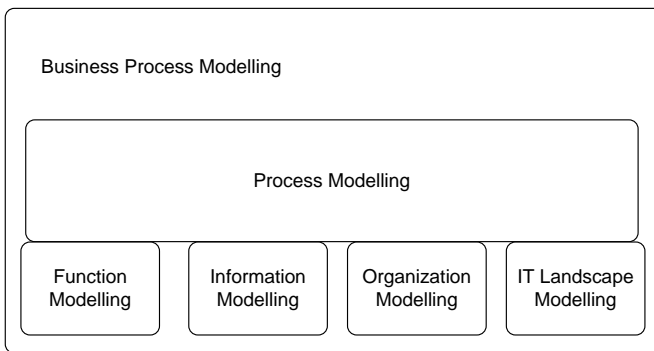 Business Process Modelling
Process Modelling
Function
Modelling
Information
Modelling
Organization
Modelling
IT Landscape
Modelling